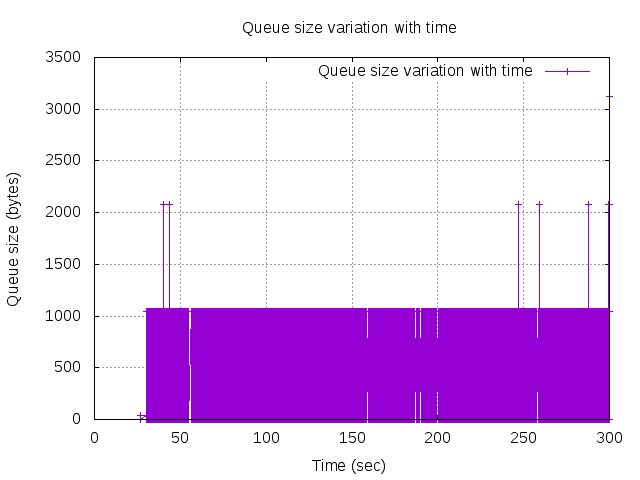 Queue size variation with time
Queue size variation with time
3500
3000
2500
2000
1500
1000
500
0
Queue size (bytes)
0 50 100 150 200 250 300
Time (sec)